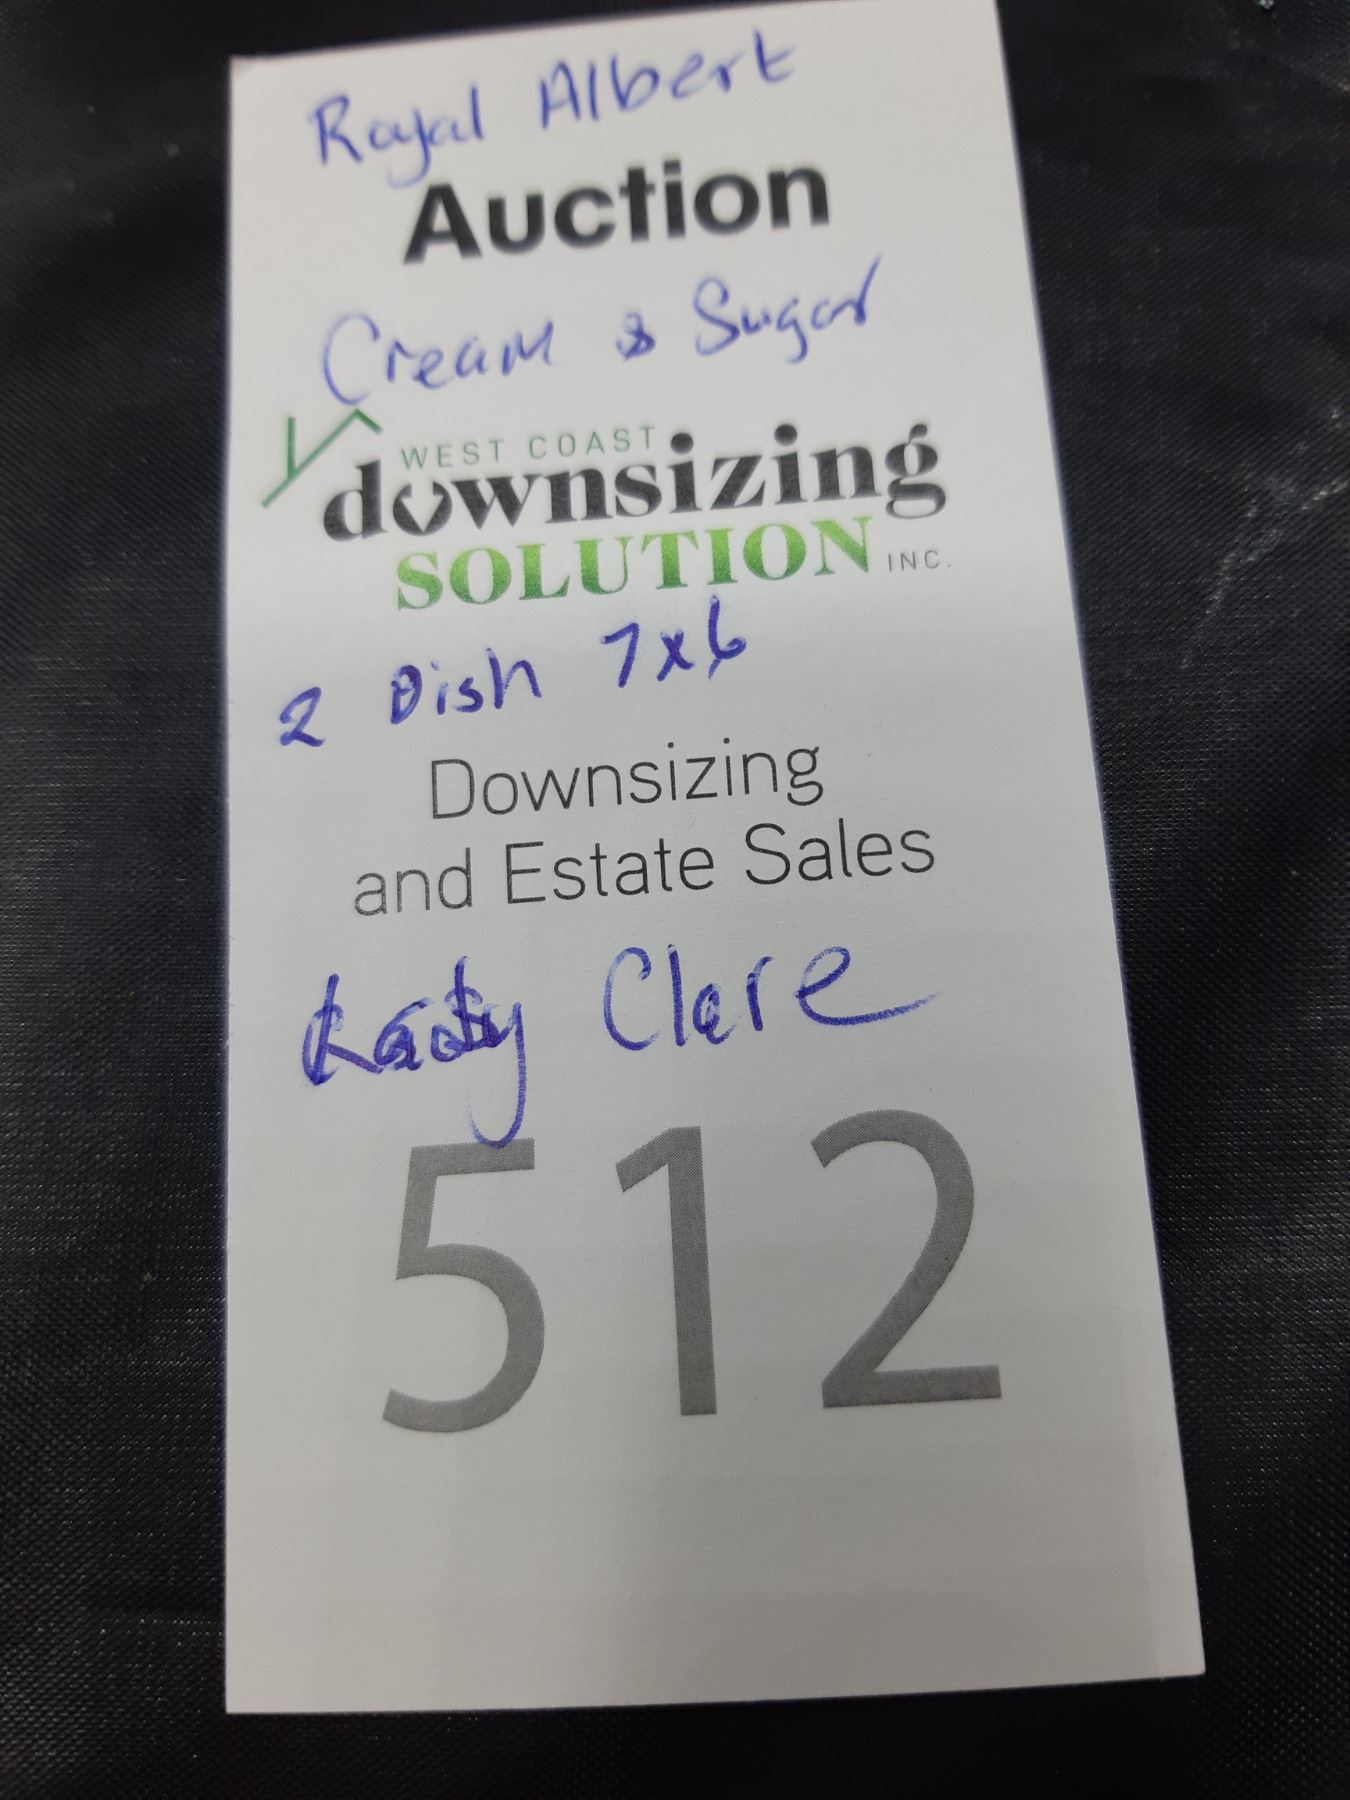 Royal Albert
Auction
Cream & Sugar
WEST COAST
downsizing
SOLUTION INC.
2 Dish 7x6
Downsizing
and Estate Sales
Lady Clare
512